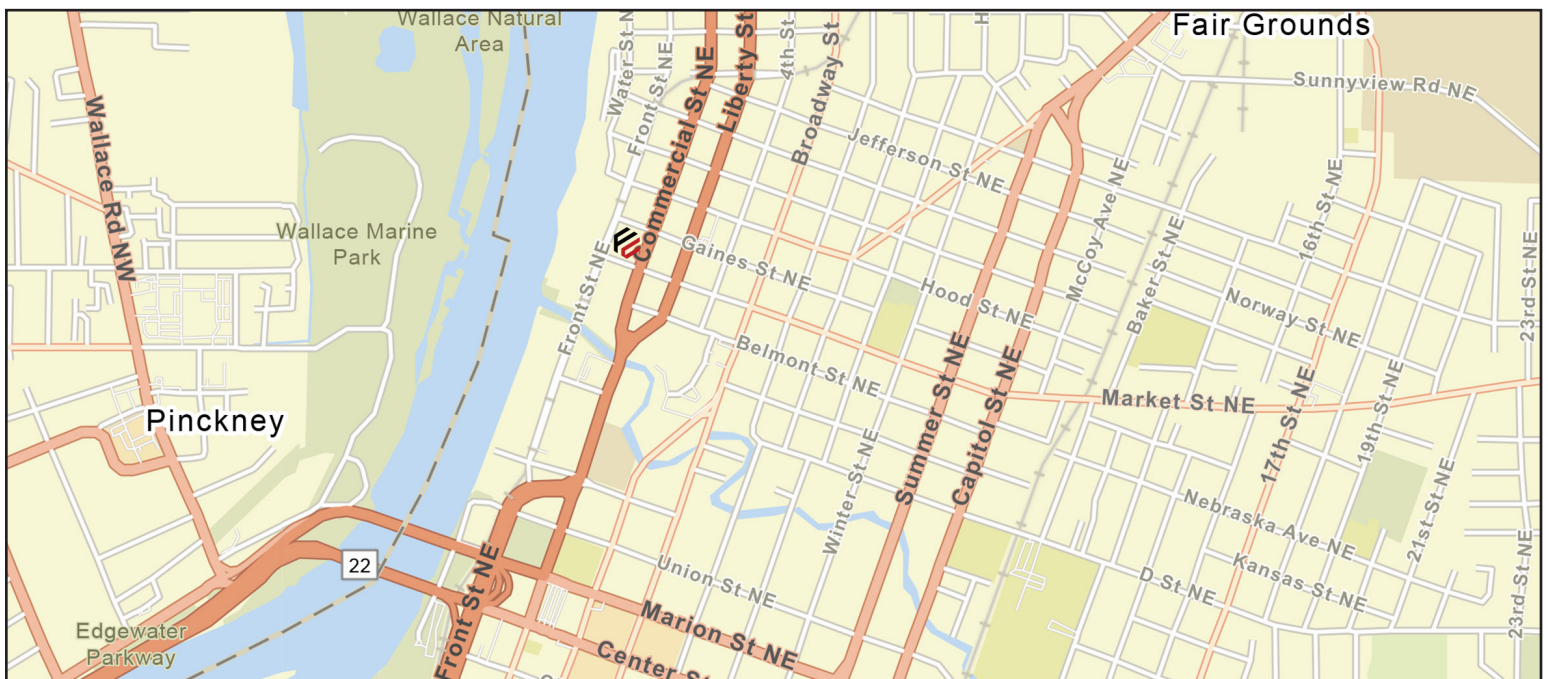 Wallace Natural
Area
Fair Grounds
Water St N
Front St NE
Commercial St NE
Liberty St
4th St
Broadway St
H
Sunnyview Rd NE
Wallace Rd NW
Jefferson St NE
Wallace Marine
Park
Gaines St NE
Front St NE
McCoy Ave NE
Baker St NE
16th St NE
23rd St NE
Hood St NE
Norway St NE
Belmont St NE
Summer St NE
Capitol St NE
Market St NE
Pinckney
17th St NE
19th St NE
Winter St NE
21st St NE
Nebraska Ave NE
22
Front St NE
Union St NE
D St NE
Kansas St NE
23rd St NE
Edgewater
Parkway
Marion St NE
Center St